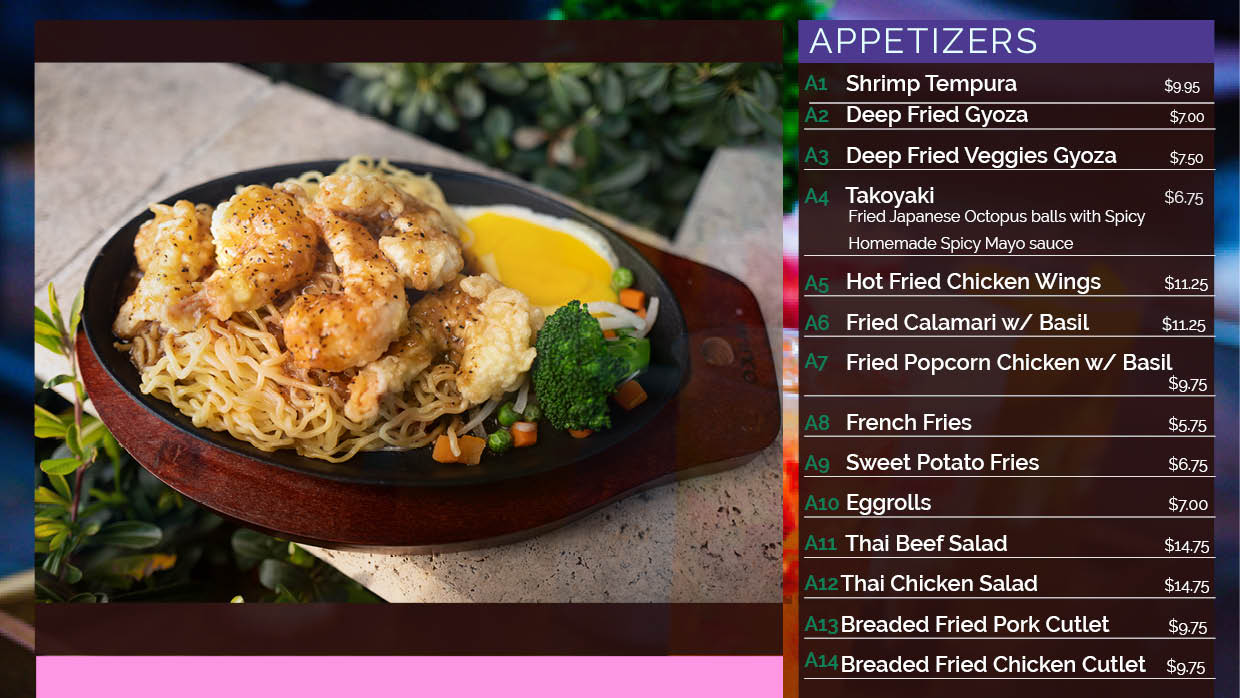 APPETIZERS
A1 Shrimp Tempura $9.95
A2 Deep Fried Gyoza $7.00
A3 Deep Fried Veggies Gyoza $7.50
A4 Takoyaki $6.75
Fried Japanese Octopus balls with Spicy
Homemade Spicy Mayo sauce
A5 Hot Fried Chicken Wings $11.25
A6 Fried Calamari w/ Basil $11.25
A7 Fried Popcorn Chicken w/ Basil
$9.75
A8 French Fries $5.75
A9 Sweet Potato Fries $6.75
A10 Eggrolls $7.00
A11 Thai Beef Salad $14.75
A12 Thai Chicken Salad $14.75
A13 Breaded Fried Pork Cutlet $9.75
A14 Breaded Fried Chicken Cutlet $9.75